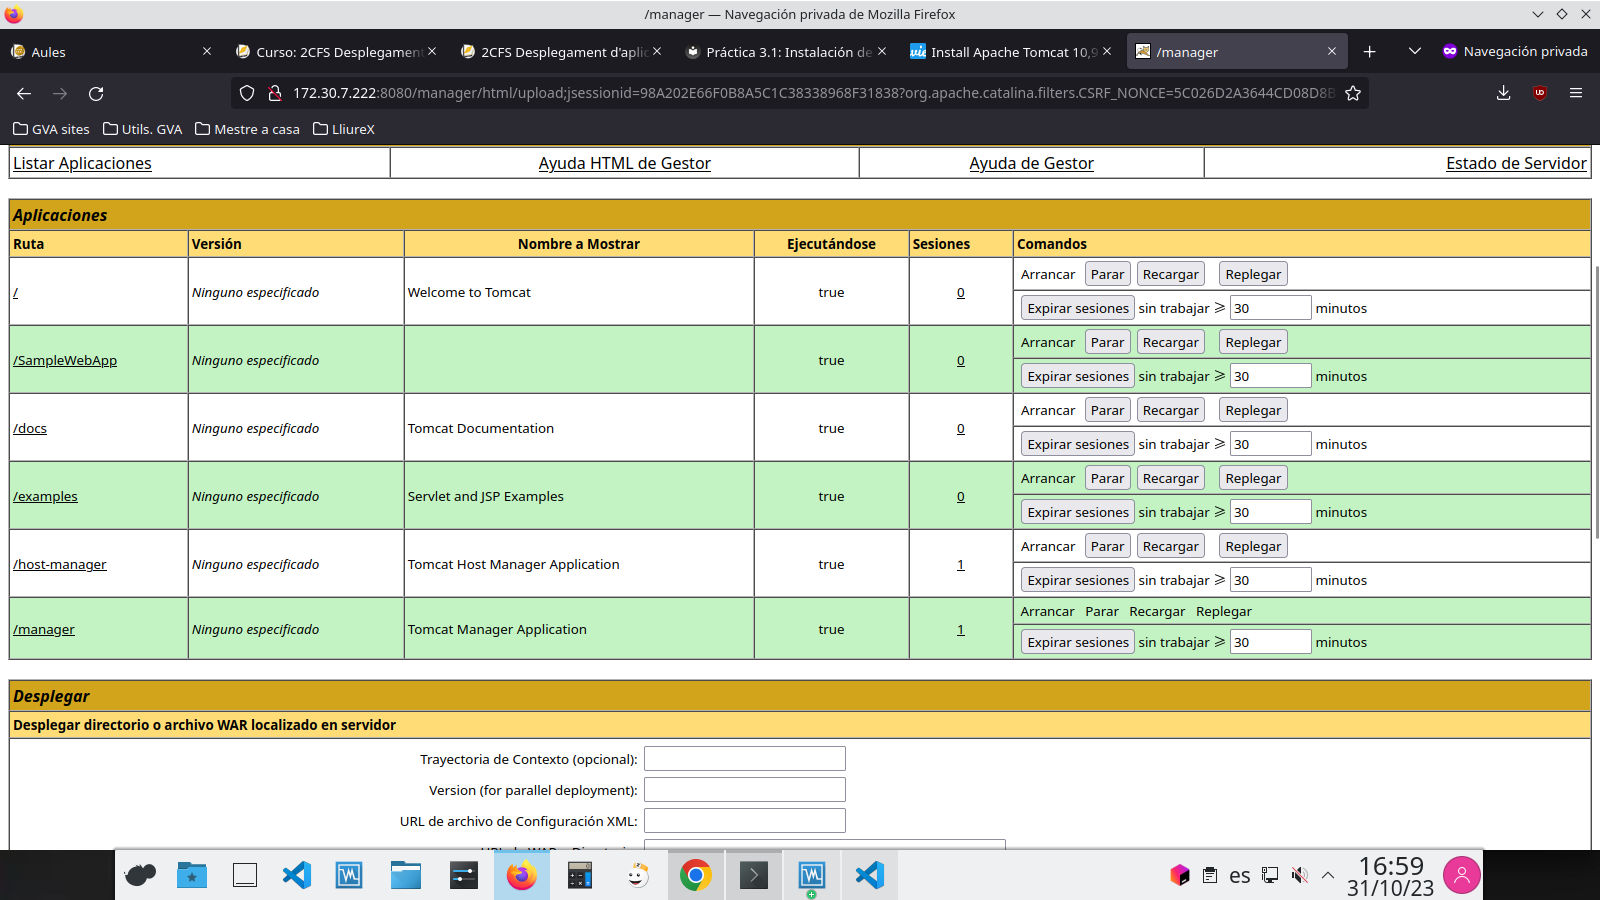 /manager — Navegación privada de Mozilla Firefox
Aules
Curso: 2CFS Desplegament
2CFS Desplegament d'aplic
Práctica 3.1: Instalación de
Install Apache Tomcat 10,9
/manager
Navegación privada
172.30.7.222:8080/manager/html/upload;jsessionid=98A202E66F0B8A5C1C38338968F31838?org.apache.catalina.filters.CSRF_NONCE=5C026D2A3644CD08D8B
GVA sites
Utils. GVA
Mestre a casa
LliureX
Listar Aplicaciones
Ayuda HTML de Gestor
Ayuda de Gestor
Estado de Servidor
Aplicaciones
Ruta Versión Nombre a Mostrar Ejecutándose Sesiones Comandos
/ Ninguno especificado Welcome to Tomcat true 0
Arrancar Parar Recargar Replegar
Expirar sesiones sin trabajar ≥ 30 minutos
/SampleWebApp Ninguno especificado true 0
Arrancar Parar Recargar Replegar
Expirar sesiones sin trabajar ≥ 30 minutos
/docs Ninguno especificado Tomcat Documentation true 0
Arrancar Parar Recargar Replegar
Expirar sesiones sin trabajar ≥ 30 minutos
/examples Ninguno especificado Servlet and JSP Examples true 0
Arrancar Parar Recargar Replegar
Expirar sesiones sin trabajar ≥ 30 minutos
/host-manager Ninguno especificado Tomcat Host Manager Application true 1
Arrancar Parar Recargar Replegar
Expirar sesiones sin trabajar ≥ 30 minutos
/manager Ninguno especificado Tomcat Manager Application true 1
Arrancar Parar Recargar Replegar
Expirar sesiones sin trabajar ≥ 30 minutos
Desplegar
Desplegar directorio o archivo WAR localizado en servidor
Trayectoria de Contexto (opcional):
Version (for parallel deployment):
URL de archivo de Configuración XML:
es
16:59
31/10/23